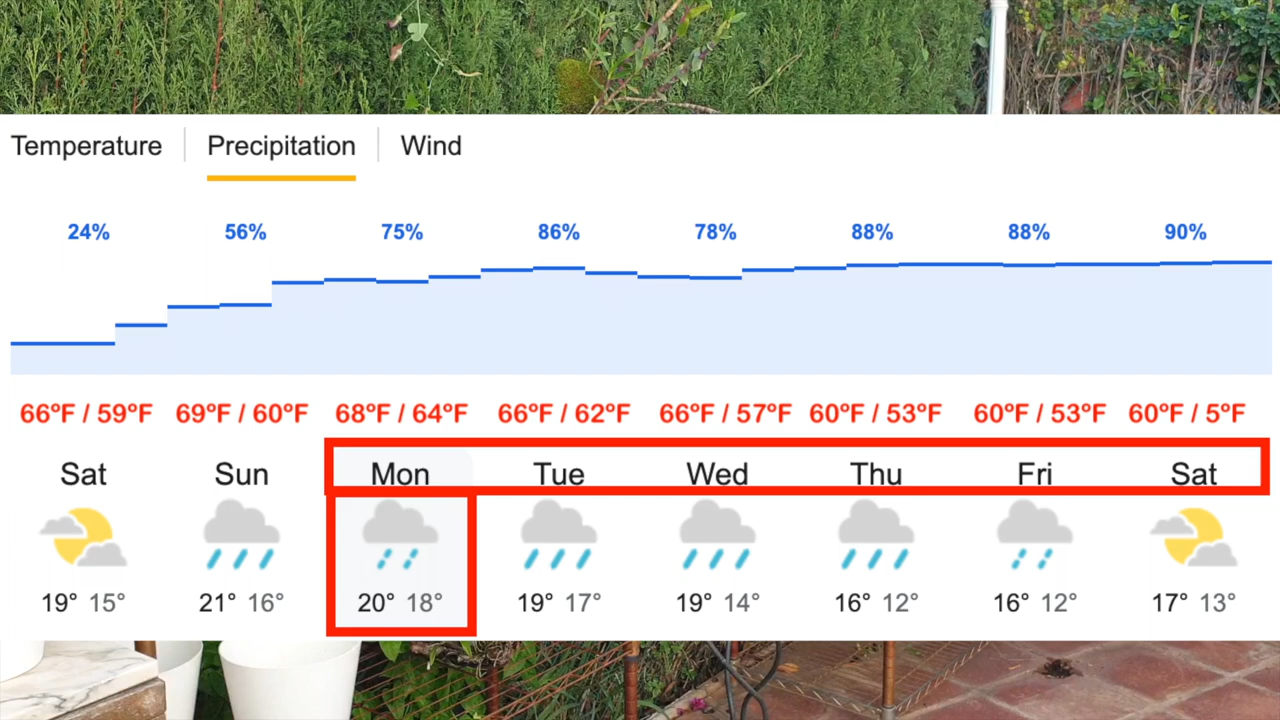 Temperature Precipitation Wind
24% 56% 75% 86% 78% 88% 88% 90%
66ºF / 59ºF 69ºF / 60ºF 68ºF / 64ºF 66ºF / 62ºF 66ºF / 57ºF 60ºF / 53ºF 60ºF / 53ºF 60ºF / 5ºF
Sat Sun Mon Tue Wed Thu Fri Sat
19° 15° 21° 16° 20° 18° 19° 17° 19° 14° 16° 12° 16° 12° 17° 13°